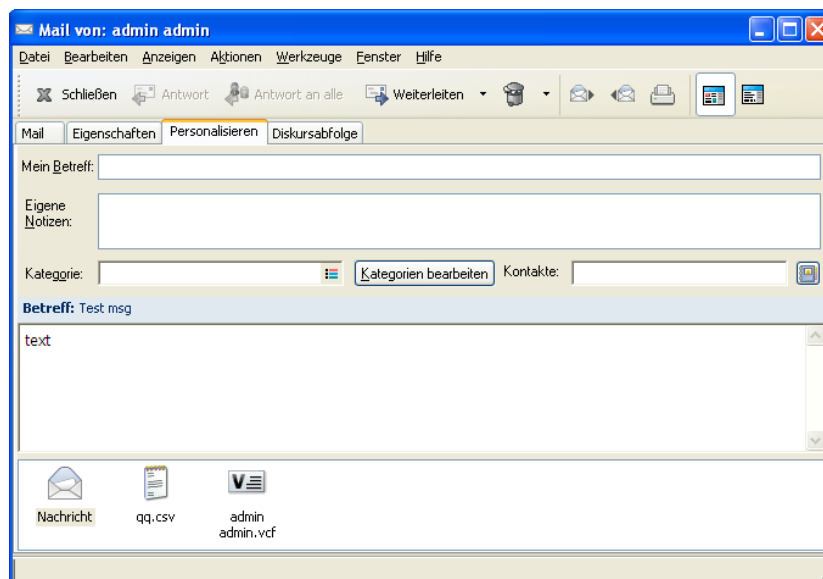 Mail von: admin admin
Datei Bearbeiten Anzeigen Aktionen Werkzeuge Fenster Hilfe
Schließen Antwort Antwort an alle Weiterleiten
Mail Eigenschaften Personalisieren Diskursabfolge
Mein Betreff:
Eigene
Notizen:
Kategorie: Kategorien bearbeiten Kontakte:
Betreff: Test msg
text
Nachricht qq.csv admin
admin.vcf